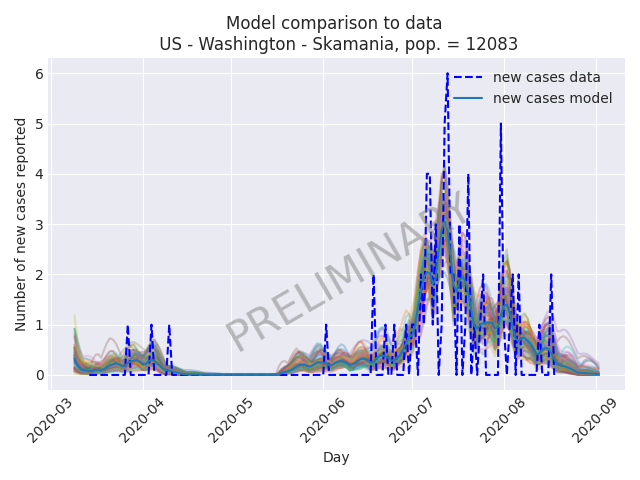 Model comparison to data
US - Washington - Skamania, pop. = 12083
6
5
4
3
2
1
0
Number of new cases reported
new cases data
new cases model
PRELIMINARY
2020-03
2020-04
2020-05
2020-06
2020-07
2020-08
2020-09
Day